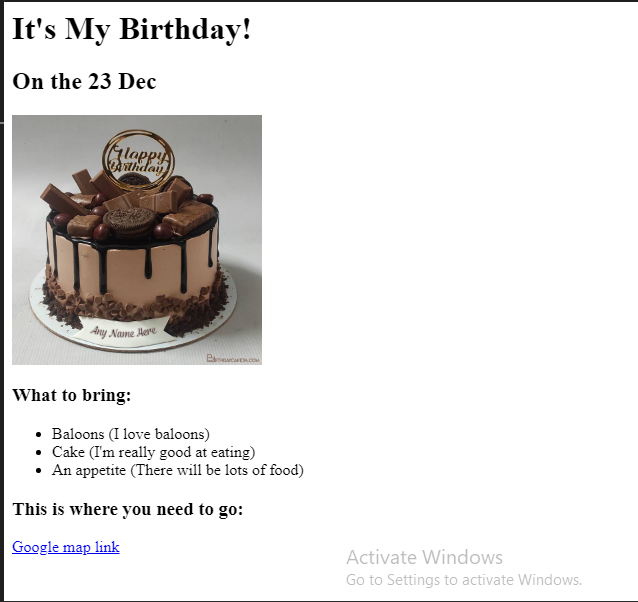 It's My Birthday!
On the 23 Dec
Happy
Birthday
Any Name Here
BIRTHDAYCAKE24.COM
What to bring:
Baloons (I love baloons)
Cake (I'm really good at eating)
An appetite (There will be lots of food)
This is where you need to go:
Google map link
Activate Windows
Go to Settings to activate Windows.